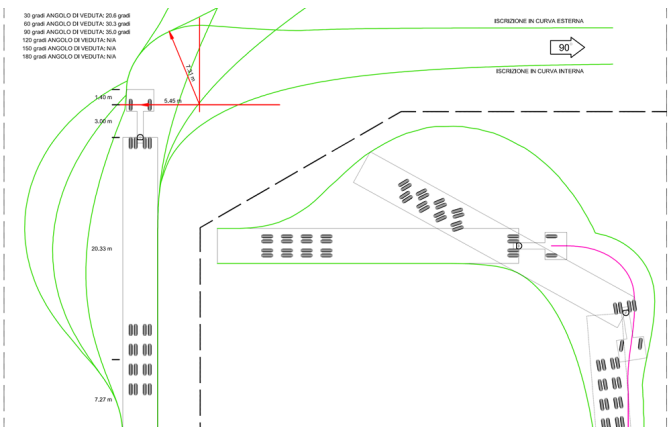 30 gradi ANGOLO DI VEDUTA: 20.6 gradi
60 gradi ANGOLO DI VEDUTA: 30.3 gradi
90 gradi ANGOLO DI VEDUTA: 35.0 gradi
120 gradi ANGOLO DI VEDUTA: N/A
150 gradi ANGOLO DI VEDUTA: N/A
180 gradi ANGOLO DI VEDUTA: N/A
ISCRIZIONE IN CURVA ESTERNA
90°
ISCRIZIONE IN CURVA INTERNA
7.31 m
1.40 m
5.45 m
3.00 m
20.33 m
7.27 m